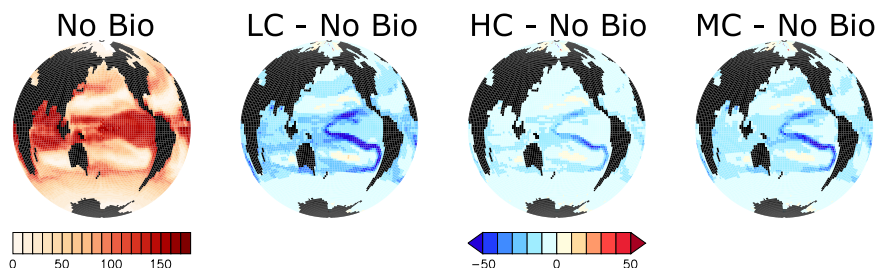 No Bio
LC - No Bio
HC - No Bio
MC - No Bio
0 50 100 150
−50 0 50